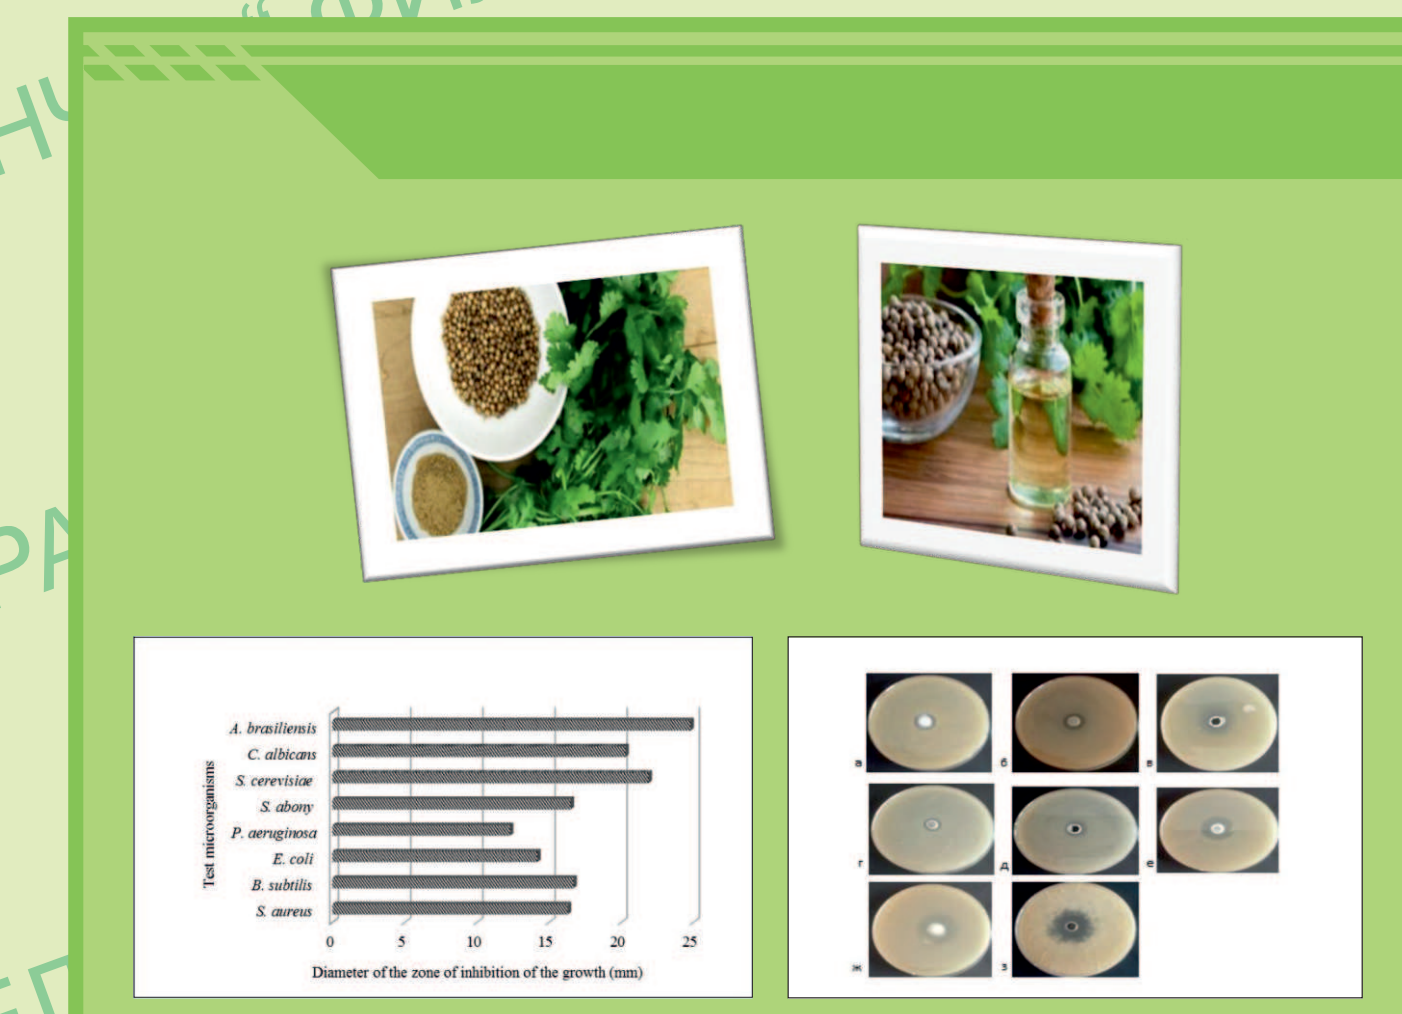 A. brasiliensis
C. albicans
S. cerevisiae
S. abony
P. aeruginosa
E. coli
B. subtilis
S. aureus
Test microorganisms
0 5 10 15 20 25
Diameter of the zone of inhibition of the growth (mm)
а б в
г д е
ж з